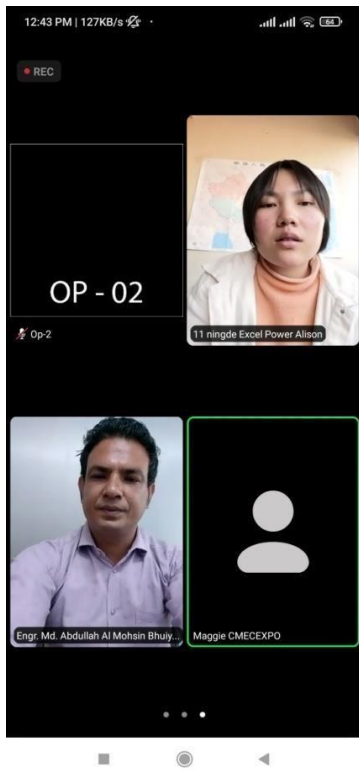 12:43 PM | 127KB/s
64
REC
OP - 02
Op-2
11 ningde Excel Power Alison
Engr. Md. Abdullah Al Mohsin Bhuiy...
Maggie CMECEXPO